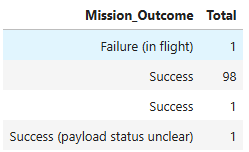 Mission_Outcome Total
Failure (in flight) 1
Success 98
Success 1
Success (payload status unclear) 1